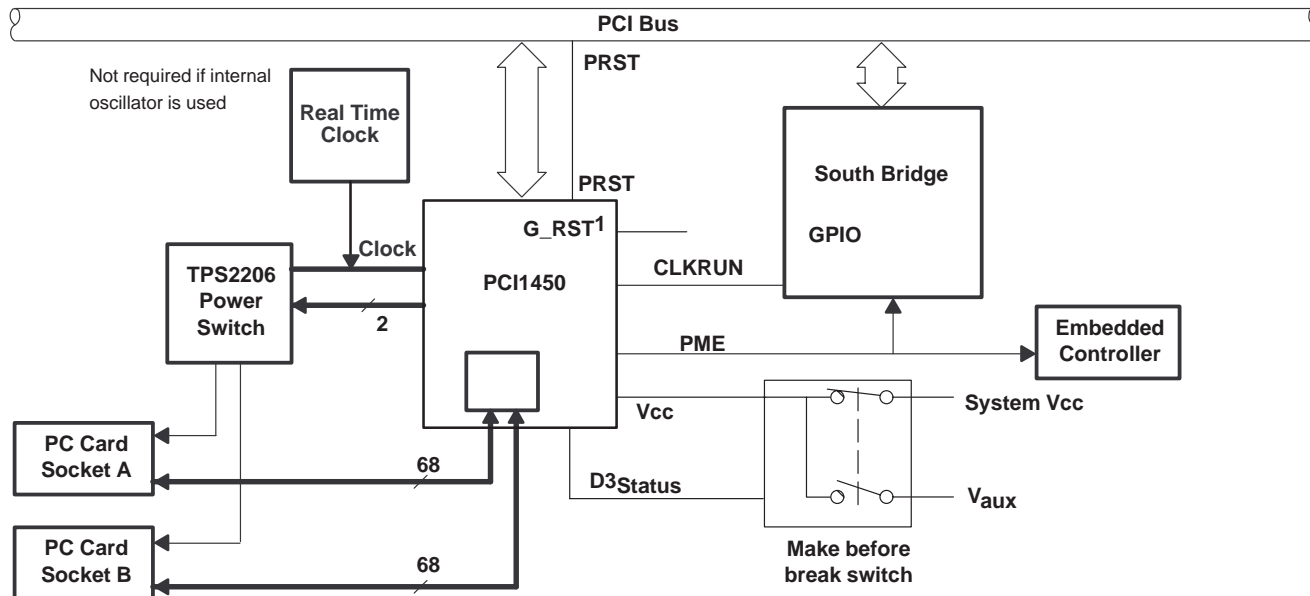 PCI Bus
PRST
Not required if internal
oscillator is used
Real Time
Clock
South Bridge
GPIO
PRST
G_RST1
Clock
CLKRUN
TPS2206
Power
Switch
PCI1450
2
PME
Embedded
Controller
Vcc
System Vcc
PC Card
Socket A
68
D3Status
Vaux
PC Card
Socket B
68
Make before
break switch